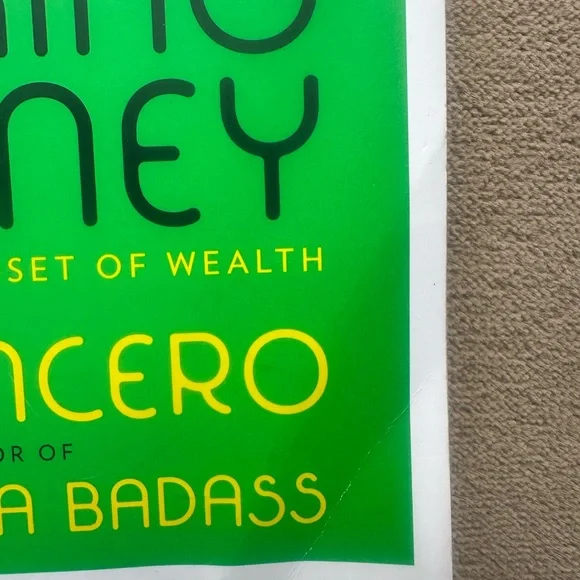 NEY
SET OF WEALTH
NCERO
OR OF
A BADASS